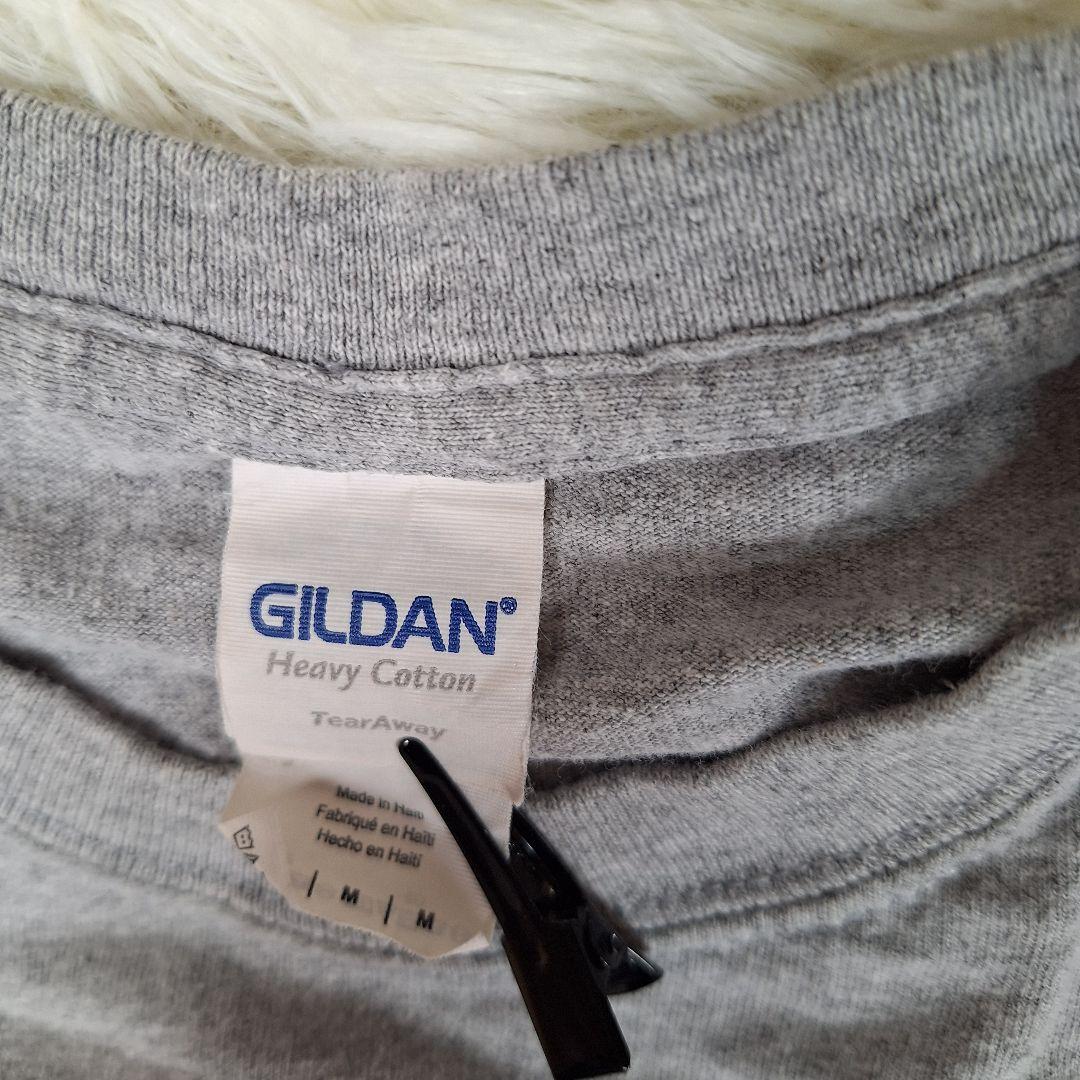 GILDAN®
Heavy Cotton
TearAway
Made in Haiti
Fabriqué en Haïti
Hecho en Haití
/ M / M